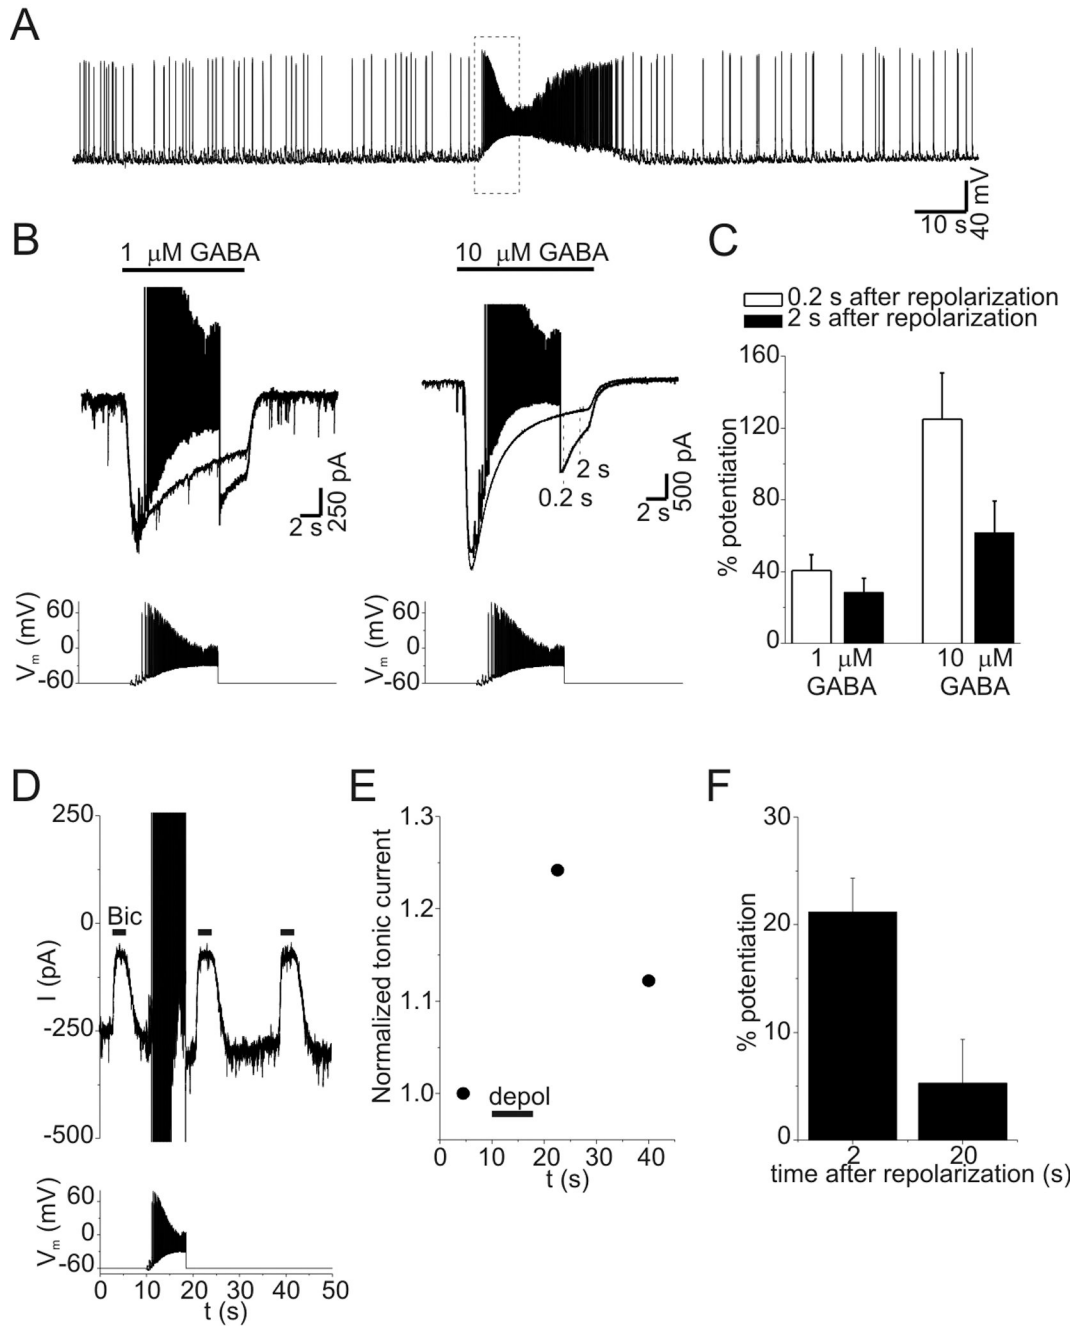 A
10 s
40 mV
B
1 μM GABA
10 μM GABA
250 pA
2 s
2 s
0.2 s
500 pA
2 s
60
0
-60
Vm (mV)
60
0
-60
Vm (mV)
C
0.2 s after repolarization
2 s after repolarization
160
120
80
40
0
% potentiation
1 μM
GABA
10 μM
GABA
D
250
0
-250
-500
I (pA)
Bic
60
0
-60
Vm (mV)
0 10 20 30 40 50
t (s)
E
1.3
1.2
1.1
1.0
Normalized tonic current
depol
0 10 20 30 40
t (s)
F
30
20
10
0
% potentiation
2 20
time after repolarization (s)